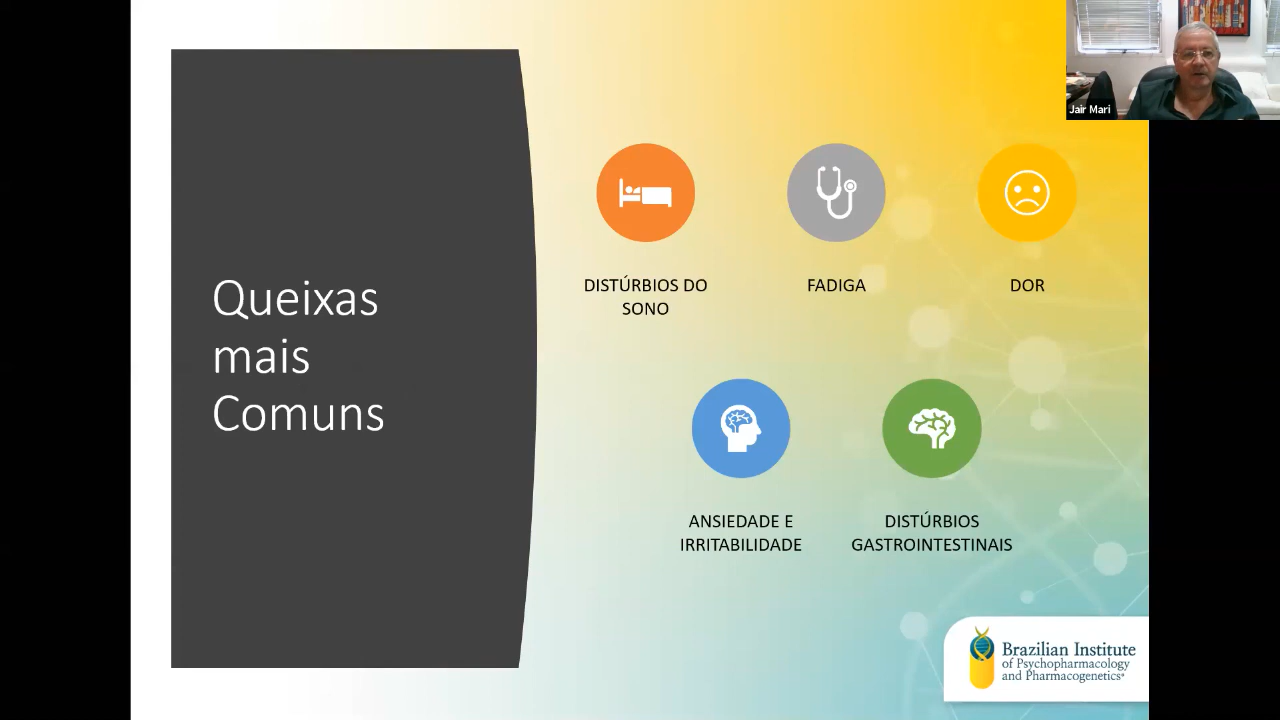 Jair Mari
Queixas
mais
Comuns
DISTÚRBIOS DO
SONO
FADIGA
DOR
ANSIEDADE E
IRRITABILIDADE
DISTÚRBIOS
GASTROINTESTINAIS
Brazilian Institute
of Psychopharmacology
and Pharmacogenetics